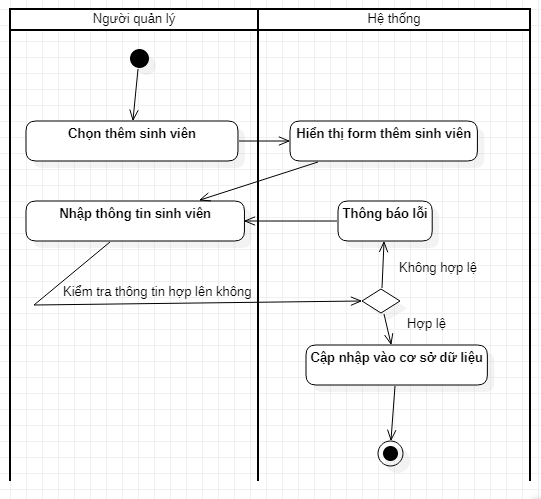 Người quản lý
Hệ thống
Chọn thêm sinh viên
Hiển thị form thêm sinh viên
Nhập thông tin sinh viên
Thông báo lỗi
Không hợp lệ
Kiểm tra thông tin hợp lên không
Hợp lệ
Cập nhập vào cơ sở dữ liệu